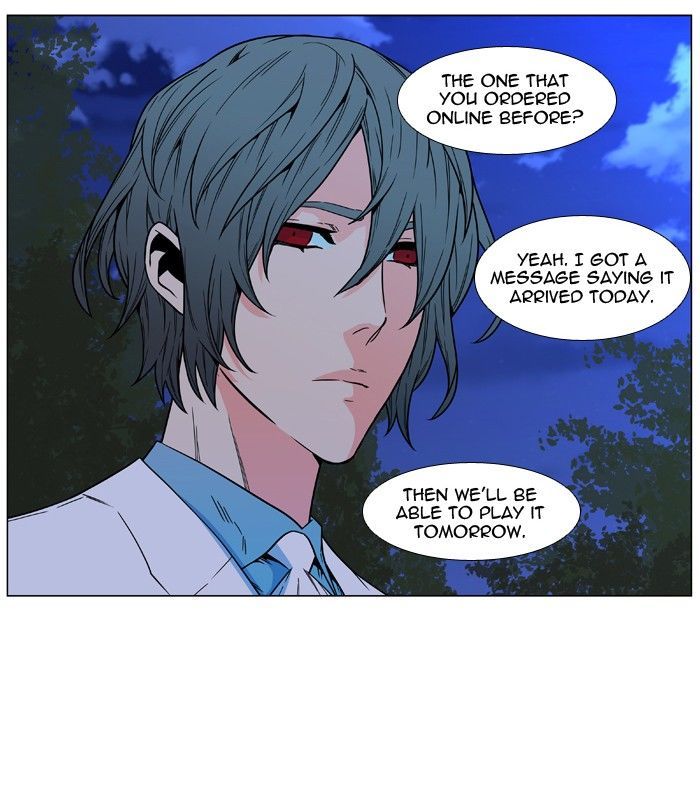 THE ONE THAT
YOU ORDERED
ONLINE BEFORE?
YEAH. I GOT A
MESSAGE SAYING IT
ARRIVED TODAY.
THEN WE'LL BE
ABLE TO PLAY IT
TOMORROW.